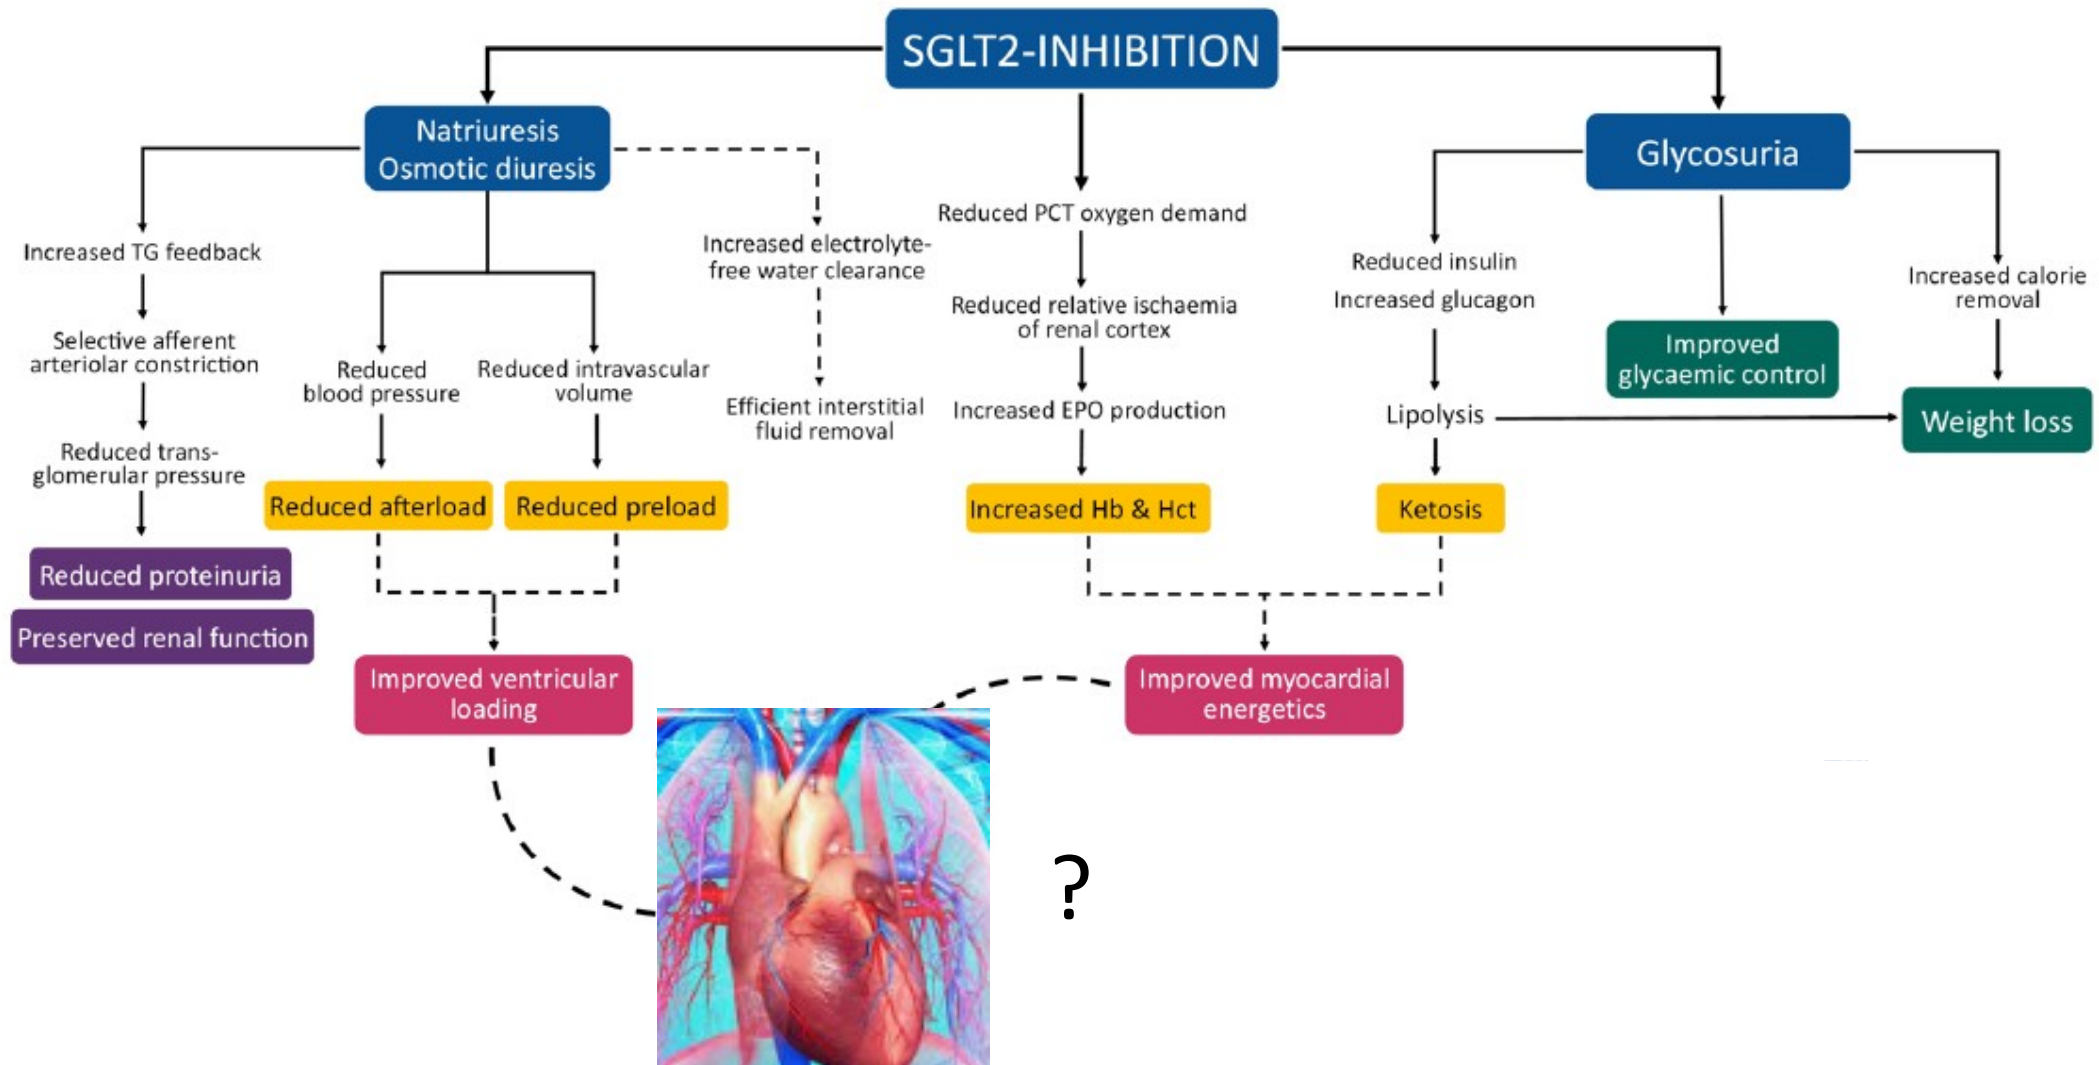 SGLT2-INHIBITION
Natriuresis
Osmotic diuresis
Glycosuria
Increased TG feedback
Selective afferent
arteriolar constriction
Reduced trans-
glomerular pressure
Reduced proteinuria
Preserved renal function
Reduced
blood pressure
Reduced afterload
Reduced intravascular
volume
Reduced preload
Improved ventricular
loading
Increased electrolyte-
free water clearance
Efficient interstitial
fluid removal
Reduced PCT oxygen demand
Reduced relative ischaemia
of renal cortex
Increased EPO production
Increased Hb & Hct
Reduced insulin
Increased glucagon
Lipolysis
Ketosis
Improved myocardial
energetics
Improved
glycaemic control
Increased calorie
removal
Weight loss
?